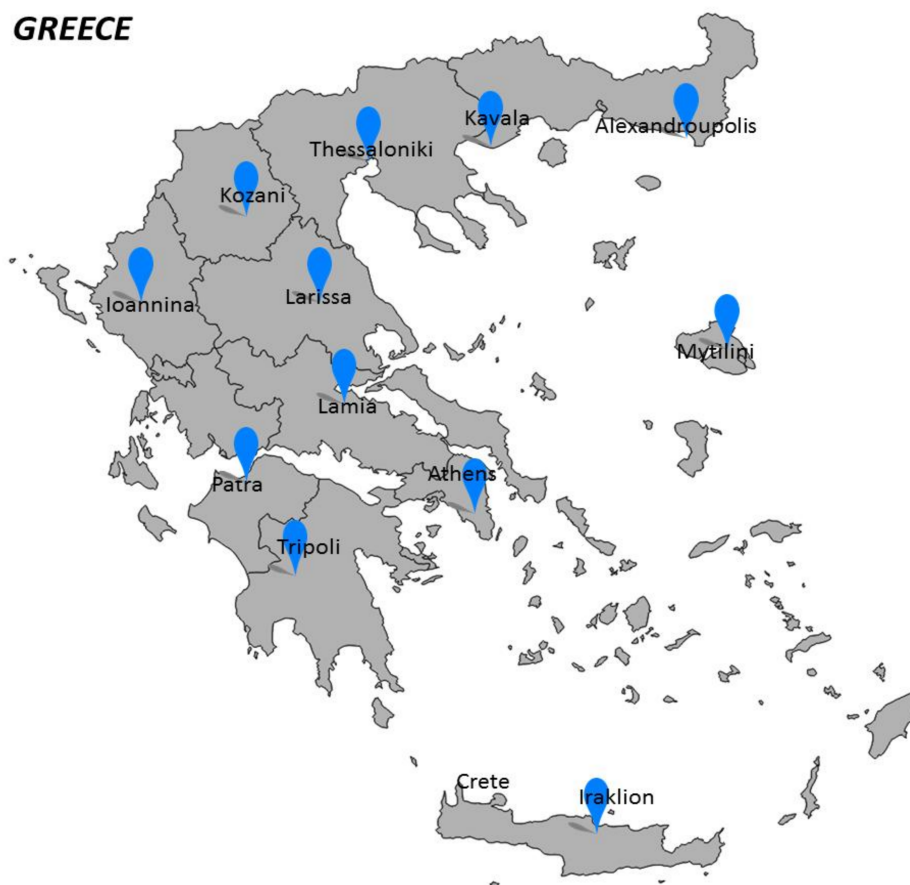 GREECE
Kavala
Alexandroupolis
Thessaloniki
Kozani
Larissa
Ioannina
Mytilini
Lamia
Athens
Patra
Tripoli
Crete
Iraklion